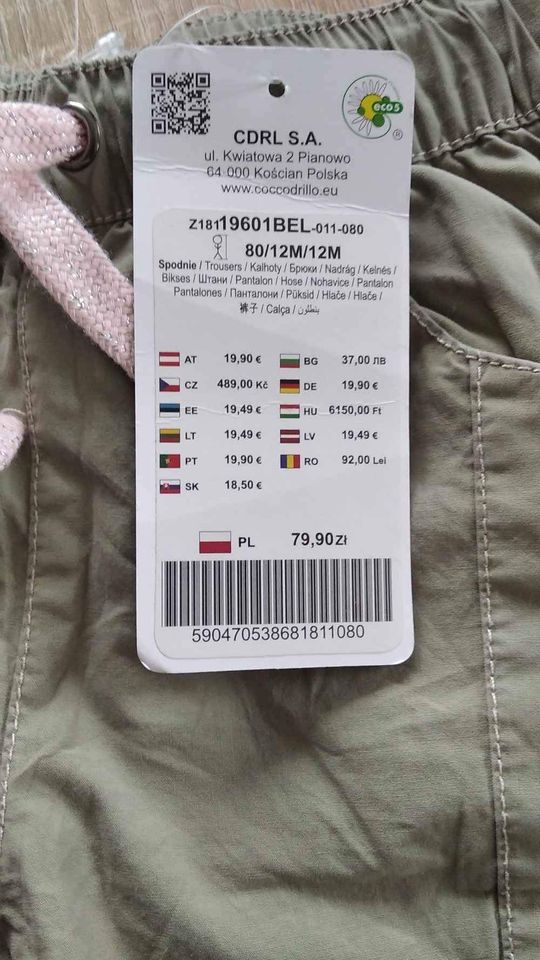 eco5
®
CDRL S.A.
ul. Kwiatowa 2 Pianowo
64-000 Kościan Polska
www.coccodrillo.eu
Z18119601BEL-011-080
80/12M/12M
Spodnie / Trousers / Kalhoty / Брюки / Nadrág / Kelnės /
Bikses / Штани / Pantalon / Hose / Nohavice / Pantalon
Pantalones / Панталони / Püksid / Hlače / Hlače /
裤子 / Calça / بنطلون
AT 19,90 € BG 37,00 ЛВ
CZ 489,00 Kč DE 19,90 €
EE 19,49 € HU 6150,00 Ft
LT 19,49 € LV 19,49 €
PT 19,90 € RO 92,00 Lei
SK 18,50 €
PL 79,90 Zł
590470538681811080